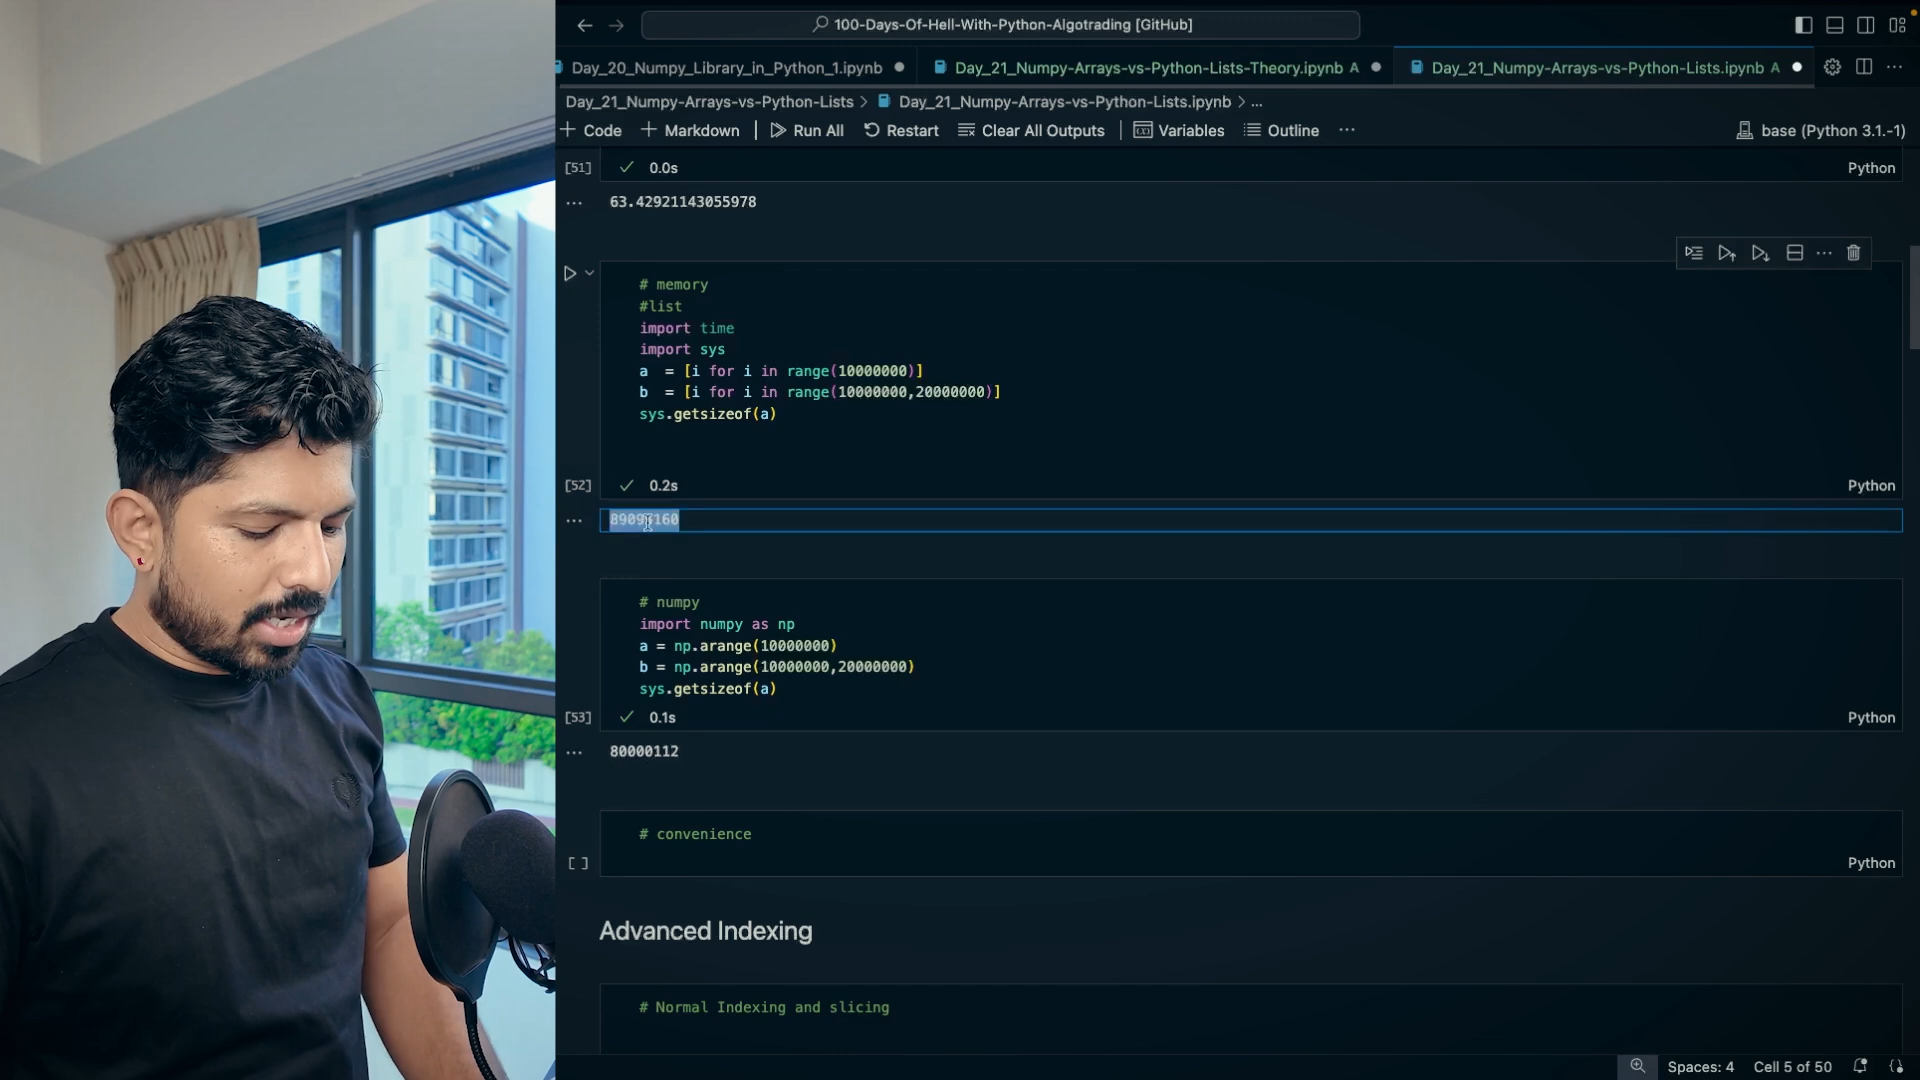 100-Days-Of-Hell-With-Python-Algotrading [GitHub]
Day_20_Numpy_Library_in_Python_1.ipynb
Day_21_Numpy-Arrays-vs-Python-Lists-Theory.ipynb A
Day_21_Numpy-Arrays-vs-Python-Lists.ipynb A
Day_21_Numpy-Arrays-vs-Python-Lists > Day_21_Numpy-Arrays-vs-Python-Lists.ipynb > ...
+ Code + Markdown | Run All Restart Clear All Outputs | Variables Outline ...
base (Python 3.1.-1)
[51] 0.0s Python
... 63.42921143055978
# memory
#list
import time
import sys
a = [i for i in range(10000000)]
b = [i for i in range(10000000,20000000)]
sys.getsizeof(a)
[52] 0.2s Python
# numpy
import numpy as np
a = np.arange(10000000)
b = np.arange(10000000,20000000)
sys.getsizeof(a)
[53] 0.1s Python
... 80000112
# convenience
[ ] Python
Advanced Indexing
# Normal Indexing and slicing
Spaces: 4 Cell 5 of 50